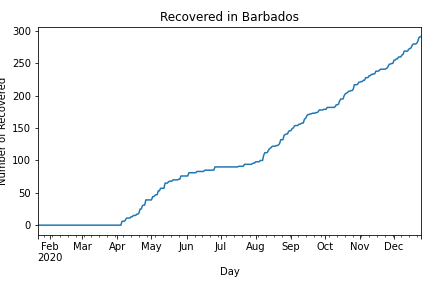 Recovered in Barbados
Number of Recovered
300
250
200
150
100
50
0
Feb Mar Apr May Jun Jul Aug Sep Oct Nov Dec
2020
Day